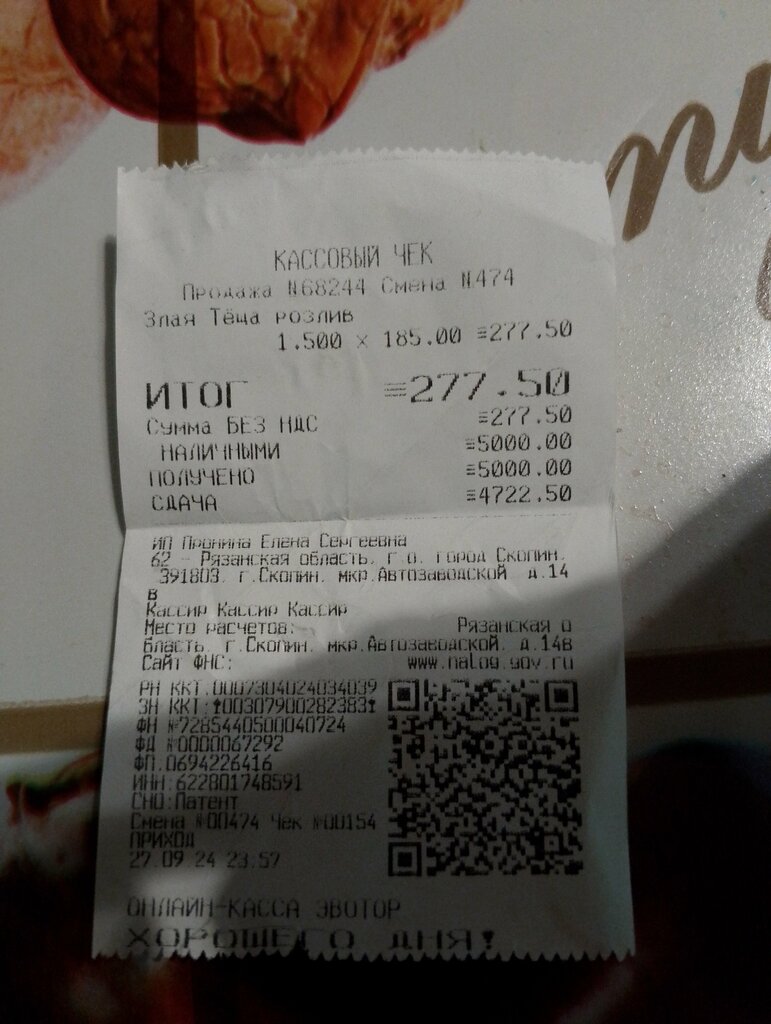 КАССОВЫЙ ЧЕК
Продажа №68244 Смена №474
Злая Тёща розлив
1.500 × 185.00 ≡277.50
ИТОГ ≡277.50
Сумма БЕЗ НДС ≡277.50
НАЛИЧНЫМИ ≡5000.00
ПОЛУЧЕНО ≡5000.00
СДАЧА ≡4722.50
ИП Пронина Елена Сергеевна
62 - Рязанская область, г.о. город Скопин,
391803, г.Скопин, мкр.Автозаводской, д.14
в
Кассир Кассир Кассир
Место расчетов: Рязанская о
бласть, г.Скопин, мкр.Автозаводской, д.14в
Сайт ФНС: www.nalog.gov.ru
РН ККТ:0007304024034039
ЗН ККТ:↑00307900282383↑
ФН №7285440500040724
ФД №0000067292
ФП:0694226416
ИНН:622801748591
СНО:Патент
Смена №00474 Чек №00154
ПРИХОД
27.09.24 23:57
ОНЛАЙН-КАССА ЭВОТОР
ХОРОШЕГО ДНЯ!